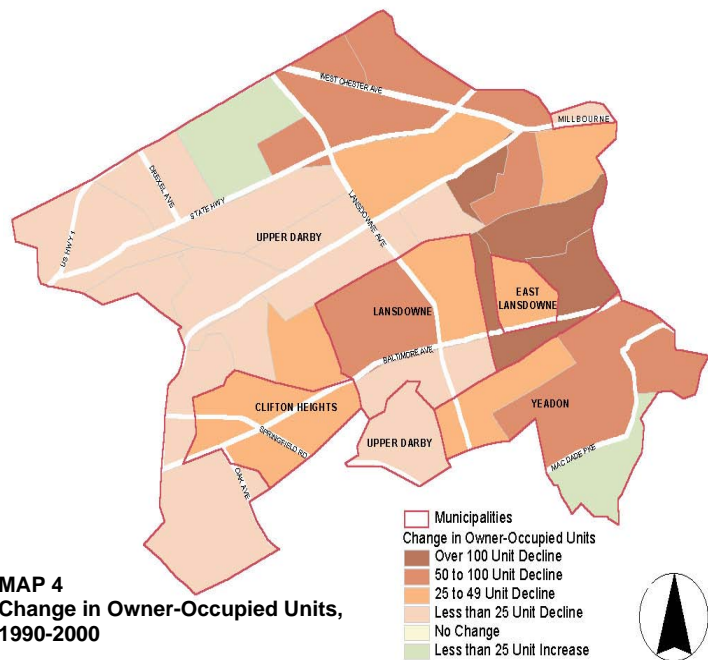 WEST CHESTER AVE
MILLBOURNE
DREXEL AVE
STATE HWY
LANSDOWNE AVE
US HWY 1
UPPER DARBY
EAST
LANSDOWNE
LANSDOWNE
BALTIMORE AVE
CLIFTON HEIGHTS
YEADON
SPRINGFIELD RD
UPPER DARBY
MAC DADE PKE
OAK AVE
Municipalities
Change in Owner-Occupied Units
Over 100 Unit Decline
50 to 100 Unit Decline
25 to 49 Unit Decline
Less than 25 Unit Decline
No Change
Less than 25 Unit Increase
MAP 4
Change in Owner-Occupied Units,
1990-2000